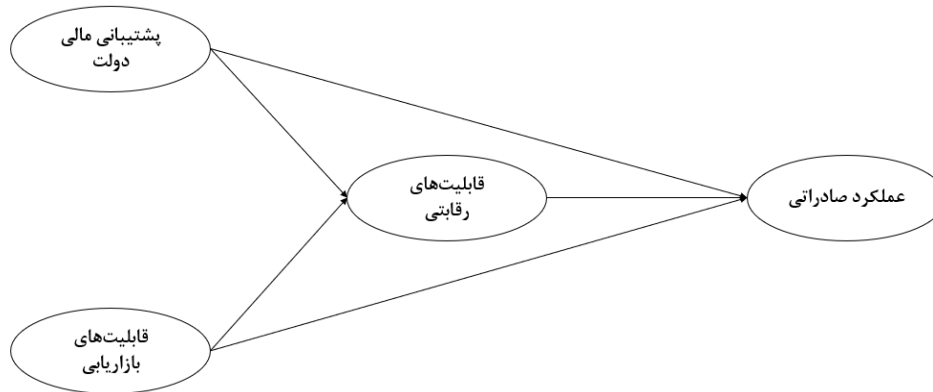 پشتیبانی مالی
دولت
قابلیت‌های
رقابتی
عملکرد صادراتی
قابلیت‌های
بازاریابی